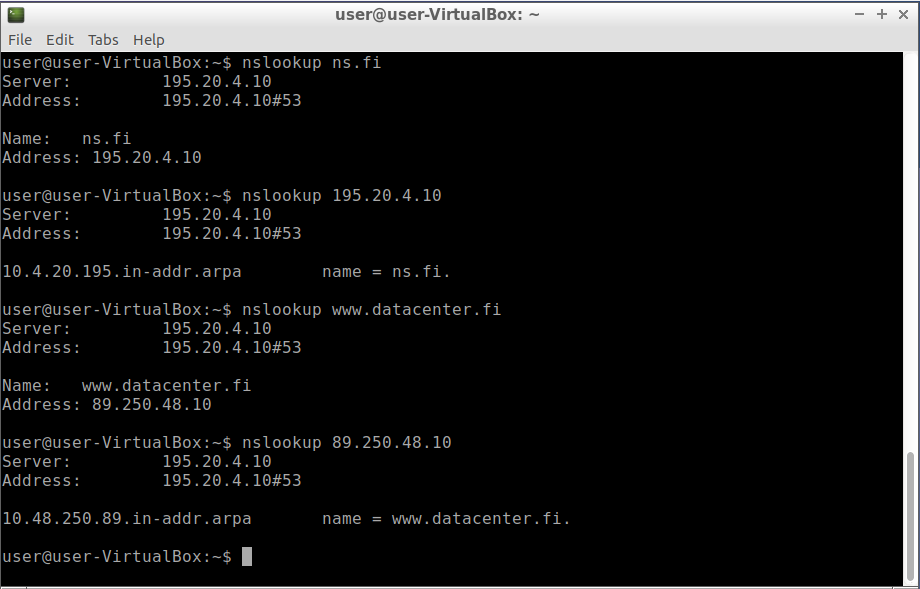 user@user-VirtualBox: ~
File Edit Tabs Help
user@user-VirtualBox:~$ nslookup ns.fi
Server:         195.20.4.10
Address:        195.20.4.10#53

Name:   ns.fi
Address: 195.20.4.10

user@user-VirtualBox:~$ nslookup 195.20.4.10
Server:         195.20.4.10
Address:        195.20.4.10#53

10.4.20.195.in-addr.arpa        name = ns.fi.

user@user-VirtualBox:~$ nslookup www.datacenter.fi
Server:         195.20.4.10
Address:        195.20.4.10#53

Name:   www.datacenter.fi
Address: 89.250.48.10

user@user-VirtualBox:~$ nslookup 89.250.48.10
Server:         195.20.4.10
Address:        195.20.4.10#53

10.48.250.89.in-addr.arpa       name = www.datacenter.fi.

user@user-VirtualBox:~$